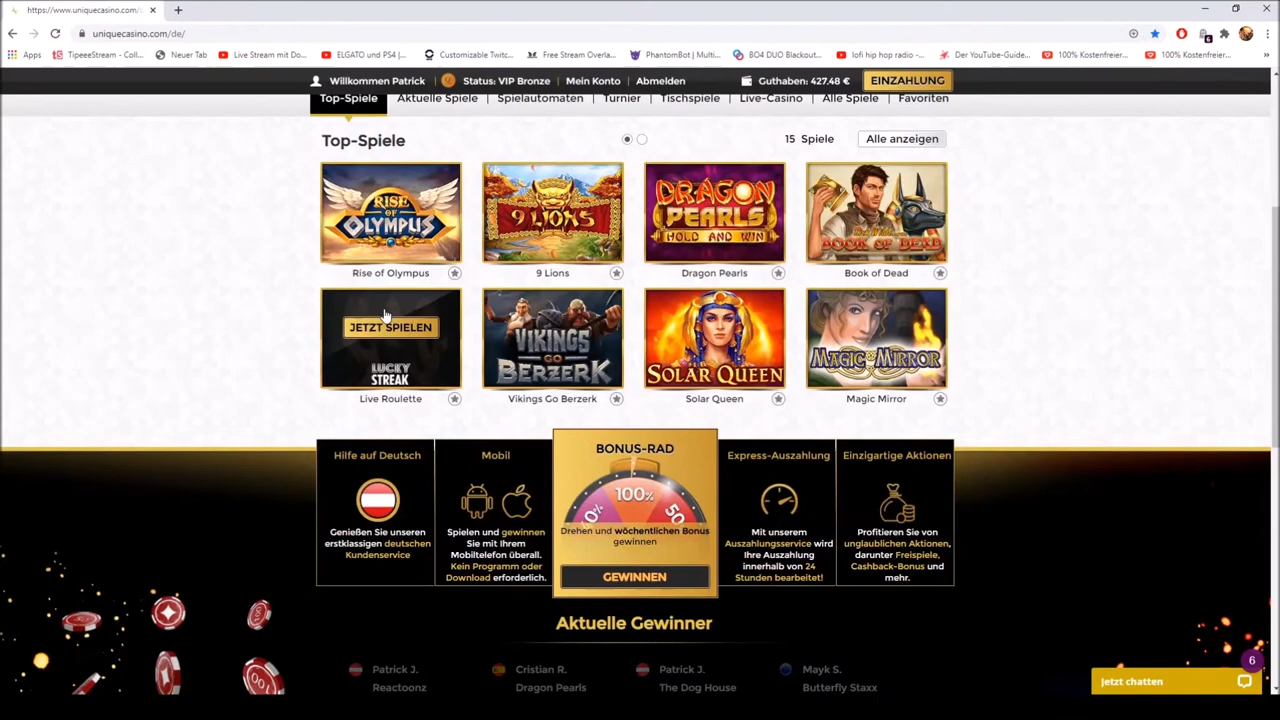 https://www.uniquecasino.com/
uniquecasino.com/de/
Apps
TipeeeStream - C...
Neuer Tab
Live Stream mit Do...
ELGATO und PS4 |...
Customizable Twitc...
Free Stream Overla...
PhantomBot | Multi...
BO4 DUO Blackout...
lofi hip hop radio -...
Der YouTube-Guide...
100% Kostenfreier...
100% Kostenfreier...
Willkommen Patrick
Status: VIP Bronze
Mein Konto
Abmelden
Guthaben: 427,48 €
EINZAHLUNG
Top-Spiele
Aktuelle Spiele
Spielautomaten
Turnier
Tischspiele
Live-Casino
Alle Spiele
Favoriten
Top-Spiele
15 Spiele
Alle anzeigen
RISE OF OLYMPUS
9 LIONS
DRAGON PEARLS
HOLD AND WIN
BOOK OF DEAD
Rise of Olympus
9 Lions
Dragon Pearls
Book of Dead
JETZT SPIELEN
LUCKY STREAK
VIKINGS GO BERZERK
SOLAR QUEEN
MAGIC MIRROR
Live Roulette
Vikings Go Berzerk
Solar Queen
Magic Mirror
Hilfe auf Deutsch
Genießen Sie unseren
erstklassigen deutschen
Kundenservice
Mobil
Spielen und gewinnen
Sie mit Ihrem
Mobiltelefon überall.
Kein Programm oder
Download erforderlich.
BONUS-RAD
100%
50
Drehen und wöchentlichen Bonus
gewinnen
GEWINNEN
Express-Auszahlung
Mit unserem
Auszahlungsservice wird
Ihre Auszahlung
innerhalb von 24
Stunden bearbeitet!
Einzigartige Aktionen
Profitieren Sie von
unglaublichen Aktionen,
darunter Freispiele,
Cashback-Bonus und
mehr.
Aktuelle Gewinner
Patrick J.
Reactoonz
Cristian R.
Dragon Pearls
Patrick J.
The Dog House
Mayk S.
Butterfly Staxx
6
Jetzt chatten